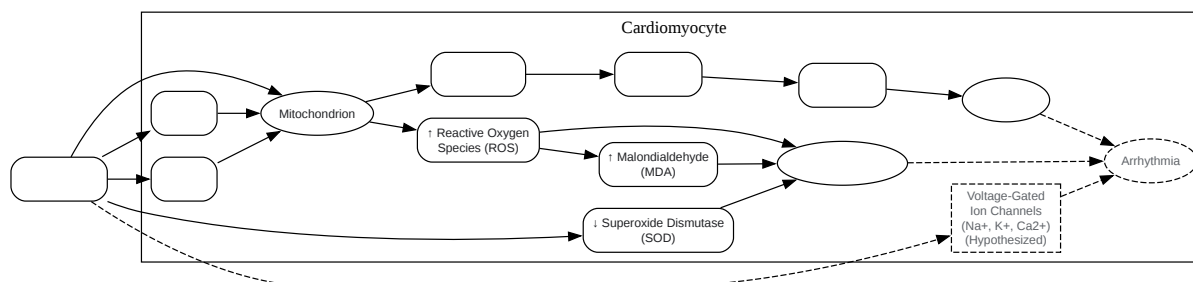 Cardiomyocyte
Mitochondrion
↑ Reactive Oxygen
Species (ROS)
↑ Malondialdehyde
(MDA)
Arrhythmia
↓ Superoxide Dismutase
(SOD)
Voltage-Gated
Ion Channels
(Na+, K+, Ca2+)
(Hypothesized)